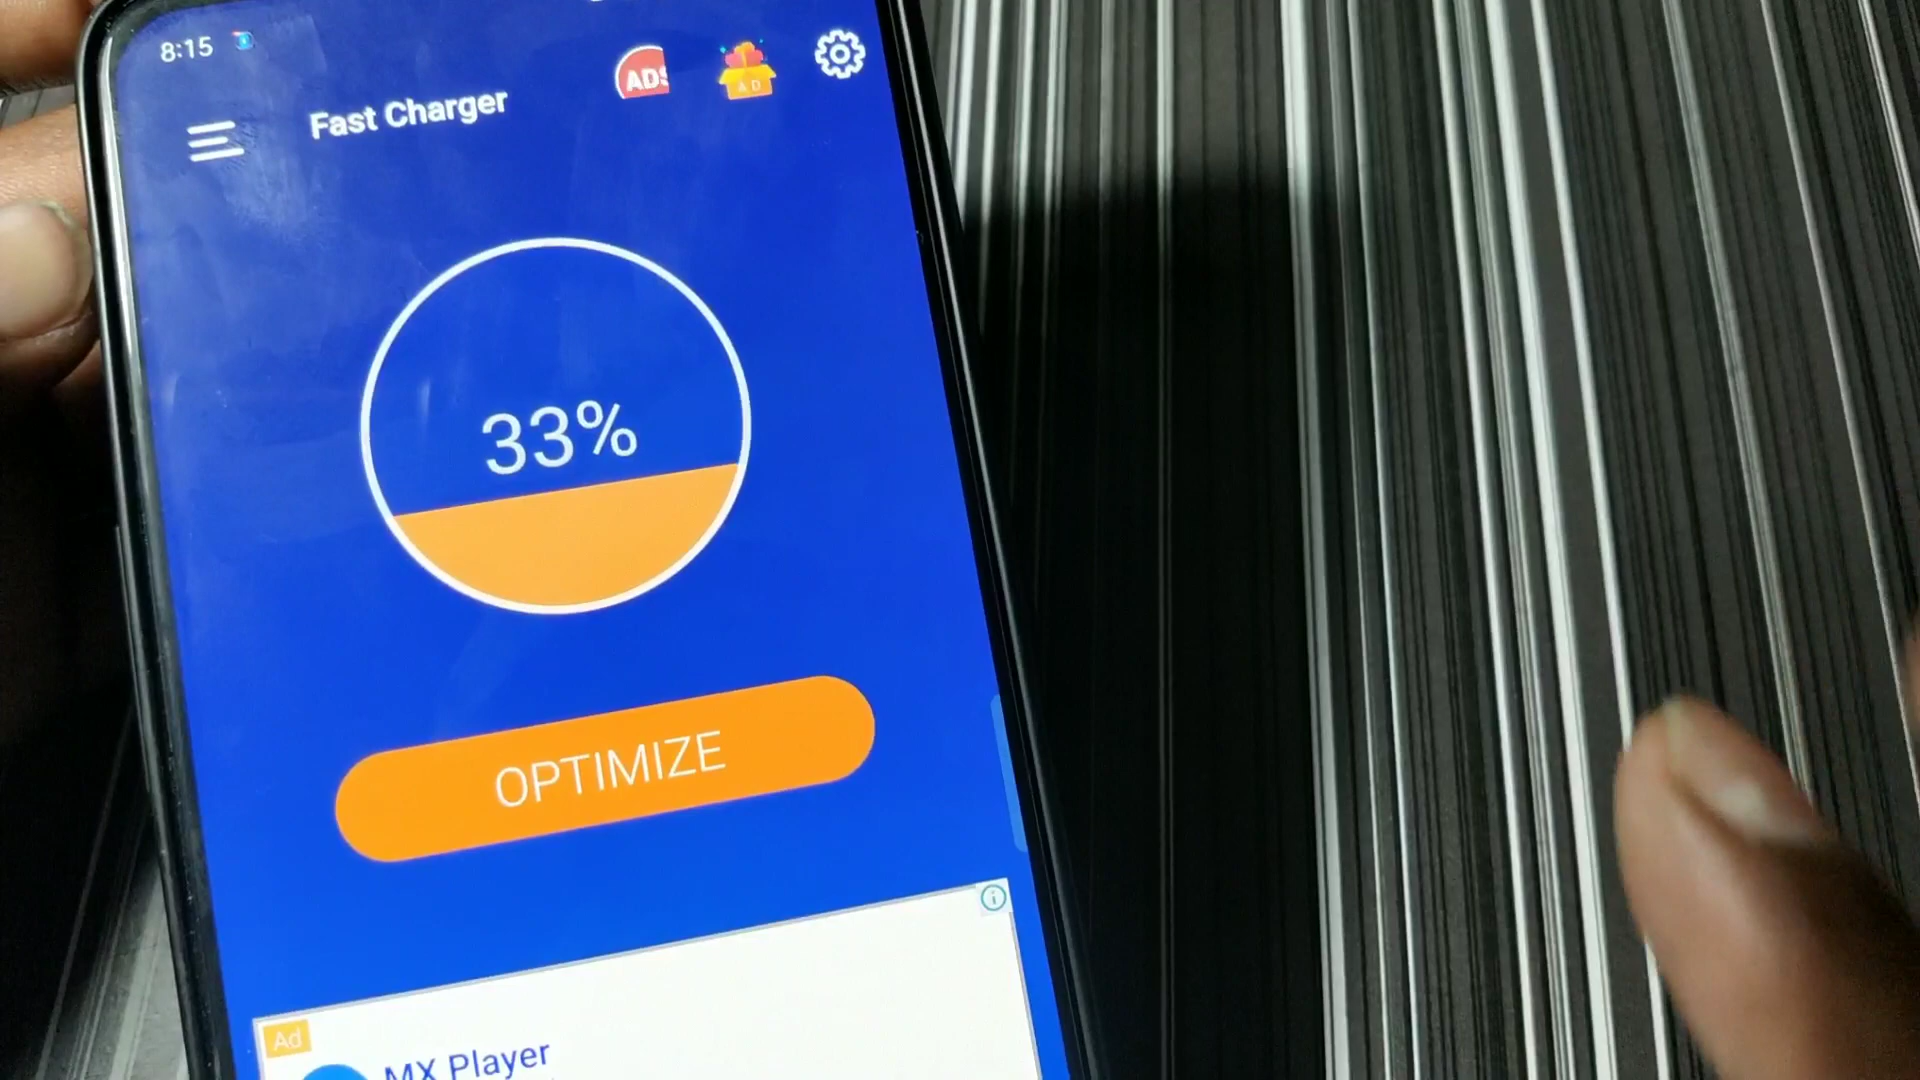 8:15
ADS
AD
Fast Charger
33%
OPTIMIZE
Ad
MX Player